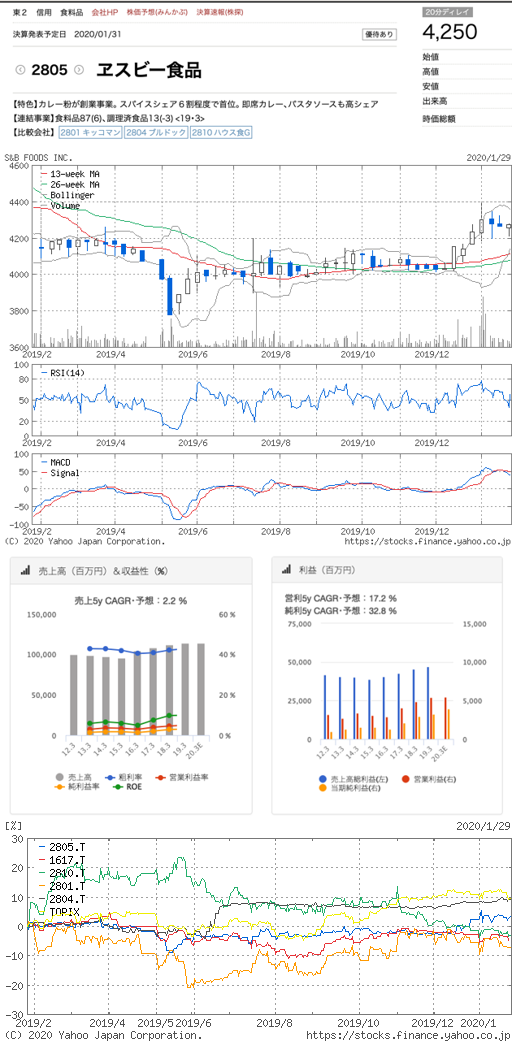 東2 信用 食料品 会社HP 株価予想(みんかぶ) 決算速報(株探)
20分ディレイ
4,250
決算発表予定日 2020/01/31
優待あり
2805
ヱスビー食品
始値
高値
安値
出来高
時価総額
【特色】カレー粉が創業事業。スパイスシェア6割程度で首位。即席カレー、パスタソースも高シェア
【連結事業】食料品87(6)、調理済食品13(-3) <19・3>
【比較会社】 2801 キッコマン 2804 ブルドック 2810 ハウス食G
S&B FOODS INC.
2020/1/29
4600
4400
4200
4000
3800
3600
13-week MA
26-week MA
Bollinger
Volume
2019/2 2019/4 2019/6 2019/8 2019/10 2019/12
100
80
50
30
0
RSI(14)
2019/2 2019/4 2019/6 2019/8 2019/10 2019/12
100
50
0
-50
-100
MACD
Signal
2019/2 2019/4 2019/6 2019/8 2019/10 2019/12
(C) 2020 Yahoo Japan Corporation.
https://stocks.finance.yahoo.co.jp/
売上高（百万円）＆収益性（%）
売上5y CAGR・予想：2.2 %
150,000
100,000
50,000
0
60 %
40 %
20 %
0 %
12.3 13.3 14.3 15.3 16.3 17.3 18.3 19.3 20.3E
売上高 粗利率 営業利益率
純利益率 ROE
利益（百万円）
営利5y CAGR・予想：17.2 %
純利5y CAGR・予想：32.8 %
75,000
50,000
25,000
0
15,000
10,000
5,000
0
12.3 13.3 14.3 15.3 16.3 17.3 18.3 19.3 20.3E
売上高総利益(左) 営業利益(右)
当期純利益(右)
[%]
2020/1/29
30
20
10
0
-10
-20
-30
2805.T
1617.T
2810.T
2801.T
2804.T
TOPIX
2019/2 2019/4 2019/5 2019/6 2019/8 2019/10 2019/12 2020/1
(C) 2020 Yahoo Japan Corporation.
https://stocks.finance.yahoo.co.jp/